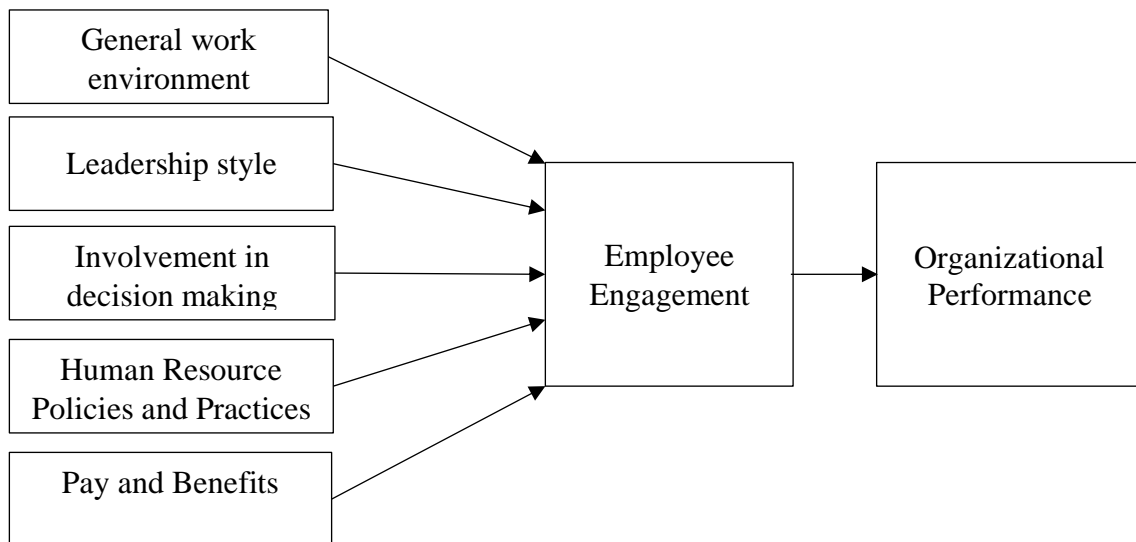 General work
environment
Leadership style
Involvement in
decision making
Human Resource
Policies and Practices
Pay and Benefits
Employee
Engagement
Organizational
Performance